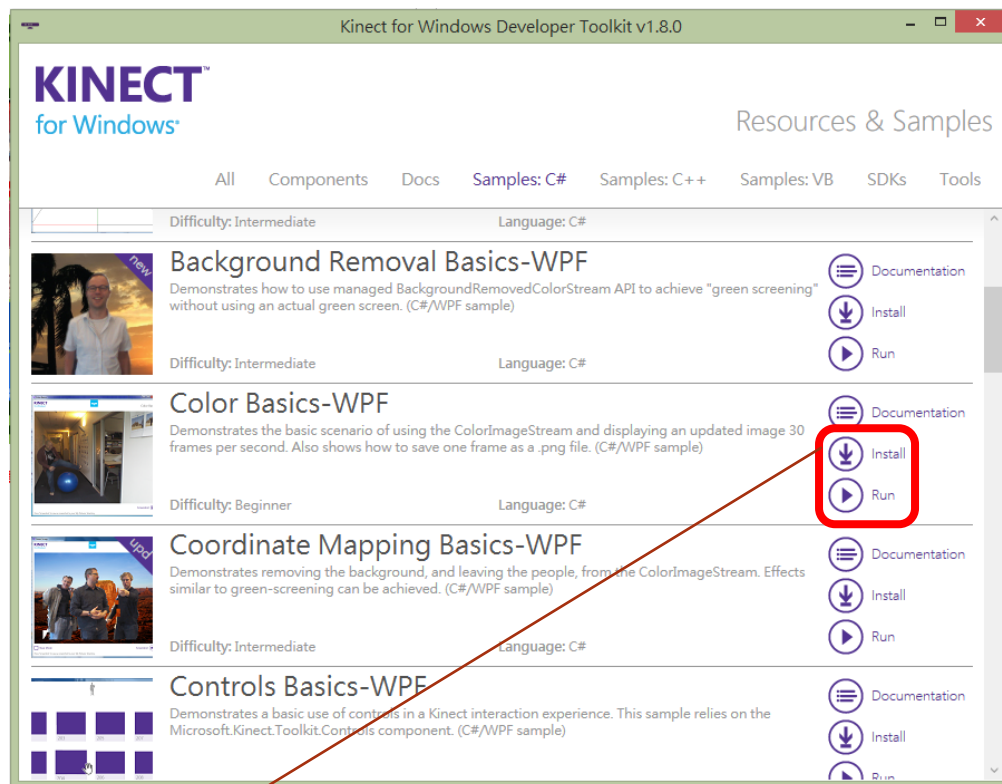 Kinect for Windows Developer Toolkit v1.8.0
KINECT™
for Windows®
Resources & Samples
All Components Docs Samples: C# Samples: C++ Samples: VB SDKs Tools
Difficulty: Intermediate Language: C#
new
Background Removal Basics-WPF
Demonstrates how to use managed BackgroundRemovedColorStream API to achieve "green screening"
without using an actual green screen. (C#/WPF sample)
Difficulty: Intermediate Language: C#
Documentation
Install
Run
KINECT
Color Basics-WPF
Demonstrates the basic scenario of using the ColorImageStream and displaying an updated image 30
frames per second. Also shows how to save one frame as a .png file. (C#/WPF sample)
Difficulty: Beginner Language: C#
Documentation
Install
Run
KINECT
upd
Coordinate Mapping Basics-WPF
Demonstrates removing the background, and leaving the people, from the ColorImageStream. Effects
similar to green-screening can be achieved. (C#/WPF sample)
Difficulty: Intermediate Language: C#
Documentation
Install
Run
Controls Basics-WPF
Demonstrates a basic use of controls in a Kinect interaction experience. This sample relies on the
Microsoft.Kinect.Toolkit.Controls component. (C#/WPF sample)
Documentation
Install
Run